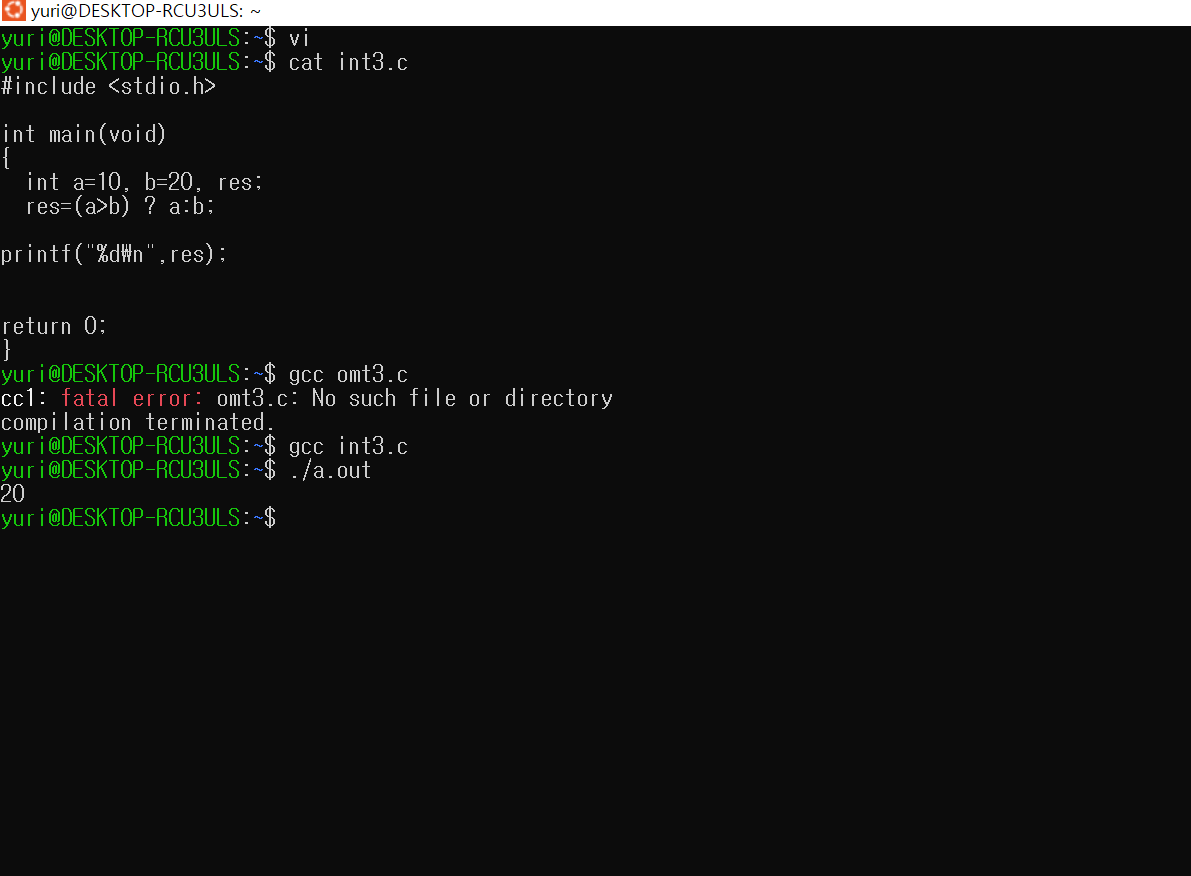 yuri@DESKTOP-RCU3ULS: ~
yuri@DESKTOP-RCU3ULS:~$ vi
yuri@DESKTOP-RCU3ULS:~$ cat int3.c
#include <stdio.h>
int main(void)
{
  int a=10, b=20, res;
  res=(a>b) ? a:b;
printf("%d₩n",res);
return 0;
}
yuri@DESKTOP-RCU3ULS:~$ gcc omt3.c
cc1: fatal error: omt3.c: No such file or directory
compilation terminated.
yuri@DESKTOP-RCU3ULS:~$ gcc int3.c
yuri@DESKTOP-RCU3ULS:~$ ./a.out
20
yuri@DESKTOP-RCU3ULS:~$